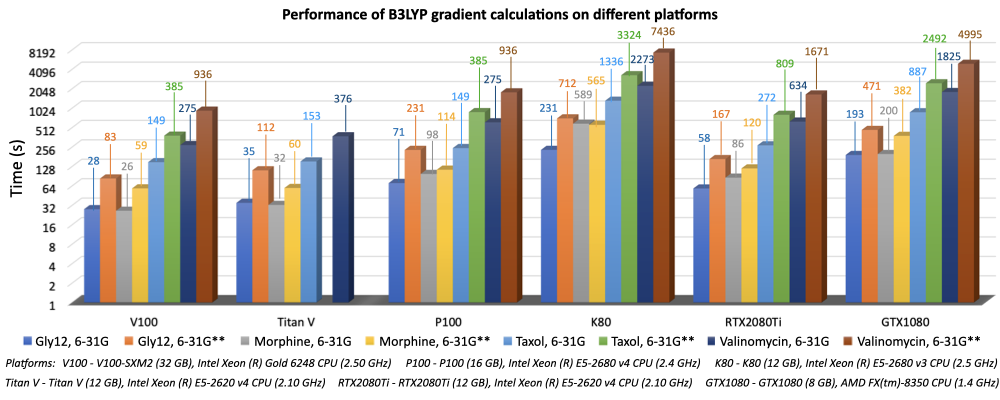 Performance of B3LYP gradient calculations on different platforms
Time (s)
8192
4096
2048
1024
512
256
128
64
32
16
8
4
2
1
28 83 26 59 149 385 275 936
35 112 32 60 153 376
71 231 98 114 149 385 275 936
231 712 589 565 1336 3324 2273 7436
58 167 86 120 272 809 634 1671
193 471 200 382 887 2492 1825 4995
V100 Titan V P100 K80 RTX2080Ti GTX1080
Gly12, 6-31G Gly12, 6-31G** Morphine, 6-31G Morphine, 6-31G** Taxol, 6-31G Taxol, 6-31G** Valinomycin, 6-31G Valinomycin, 6-31G**
Platforms: V100 - V100-SXM2 (32 GB), Intel Xeon (R) Gold 6248 CPU (2.50 GHz) P100 - P100 (16 GB), Intel Xeon (R) E5-2680 v4 CPU (2.4 GHz) K80 - K80 (12 GB), Intel Xeon (R) E5-2680 v3 CPU (2.5 GHz)
Titan V - Titan V (12 GB), Intel Xeon (R) E5-2620 v4 CPU (2.10 GHz) RTX2080Ti - RTX2080Ti (12 GB), Intel Xeon (R) E5-2620 v4 CPU (2.10 GHz) GTX1080 - GTX1080 (8 GB), AMD FX(tm)-8350 CPU (1.4 GHz)